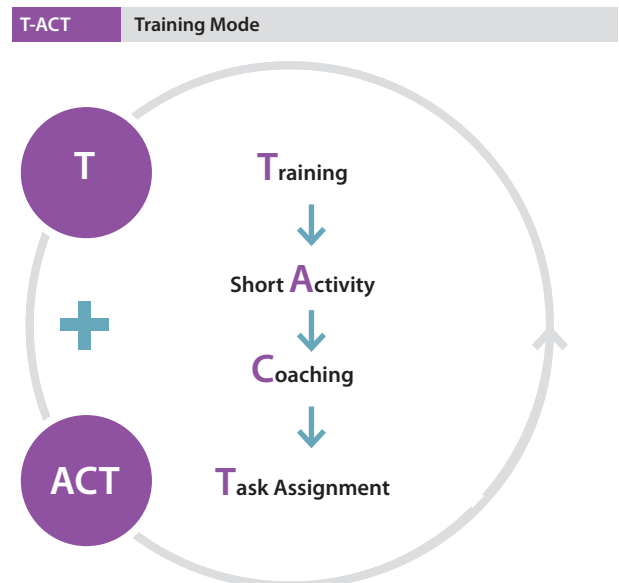 T-ACT Training Mode
T
Training
Short Activity
Coaching
ACT
Task Assignment